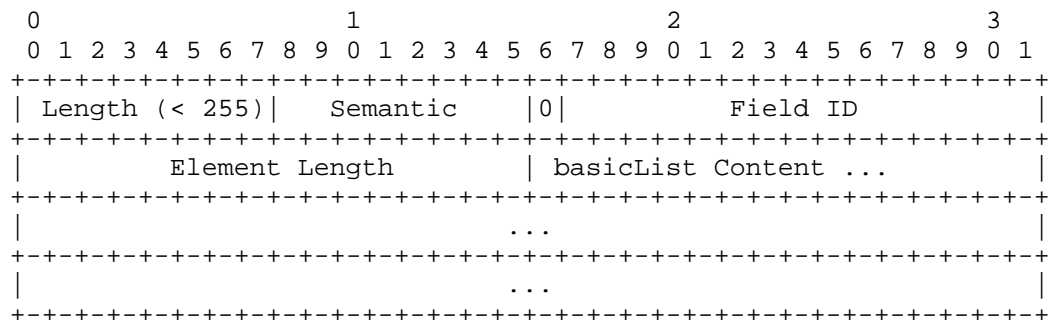 0                   1                   2                   3
 0 1 2 3 4 5 6 7 8 9 0 1 2 3 4 5 6 7 8 9 0 1 2 3 4 5 6 7 8 9 0 1
+-+-+-+-+-+-+-+-+-+-+-+-+-+-+-+-+-+-+-+-+-+-+-+-+-+-+-+-+-+-+-+-+
| Length (< 255)|   Semantic    |0|          Field ID           |
+-+-+-+-+-+-+-+-+-+-+-+-+-+-+-+-+-+-+-+-+-+-+-+-+-+-+-+-+-+-+-+-+
|         Element Length        | basicList Content ...         |
+-+-+-+-+-+-+-+-+-+-+-+-+-+-+-+-+-+-+-+-+-+-+-+-+-+-+-+-+-+-+-+-+
|                              ...                              |
+-+-+-+-+-+-+-+-+-+-+-+-+-+-+-+-+-+-+-+-+-+-+-+-+-+-+-+-+-+-+-+-+
|                              ...                              |
+-+-+-+-+-+-+-+-+-+-+-+-+-+-+-+-+-+-+-+-+-+-+-+-+-+-+-+-+-+-+-+-+